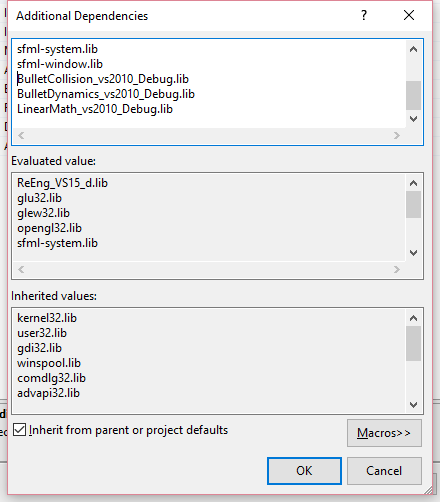 Additional Dependencies
sfml-system.lib
sfml-window.lib
BulletCollision_vs2010_Debug.lib
BulletDynamics_vs2010_Debug.lib
LinearMath_vs2010_Debug.lib
Evaluated value:
ReEng_VS15_d.lib
glu32.lib
glew32.lib
opengl32.lib
sfml-system.lib
Inherited values:
kernel32.lib
user32.lib
gdi32.lib
winspool.lib
comdlg32.lib
advapi32.lib
Inherit from parent or project defaults
Macros>>
OK
Cancel